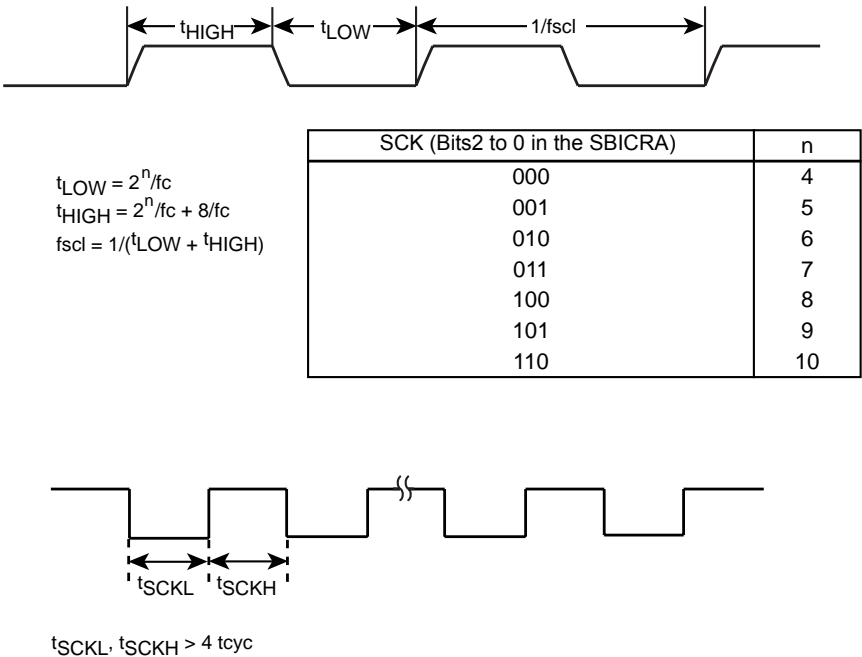 tHIGH tLOW 1/fscl
SCK (Bits2 to 0 in the SBICRA) n
000 4
001 5
010 6
011 7
100 8
101 9
110 10
tLOW = 2^n/fc
tHIGH = 2^n/fc + 8/fc
fscl = 1/(tLOW + tHIGH)
tSCKL tSCKH
tSCKL, tSCKH > 4 tcyc